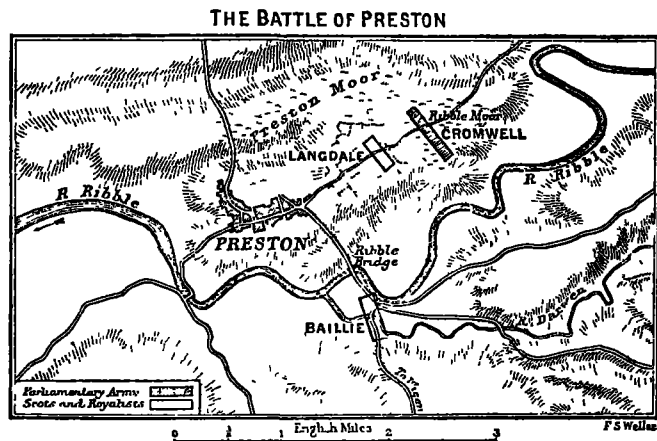 THE BATTLE OF PRESTON
Preston Moor
Ribble Moor
CROMWELL
LANGDALE
R. Ribble
R. Ribble
PRESTON
Ribble
Bridge
R. Darwen
BAILLIE
Parliamentary Army
Scots and Royalists
English Miles
0 1 2 3
F S Weller